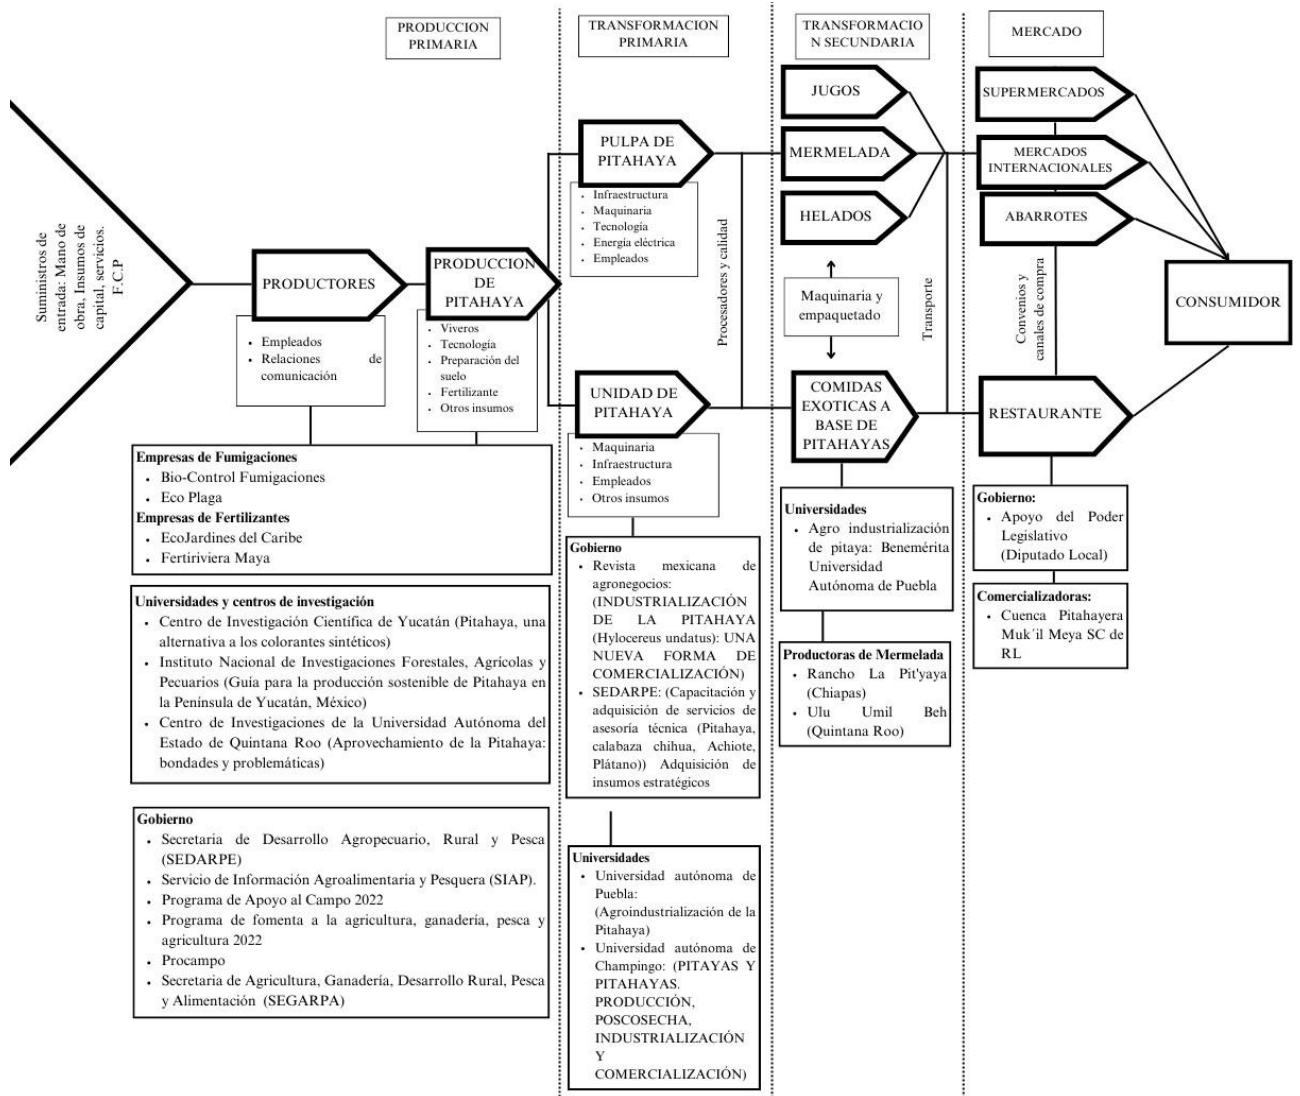 PRODUCCION
PRIMARIA
TRANSFORMACION
PRIMARIA
TRANSFORMACIO
N SECUNDARIA
MERCADO
Suministros de
entrada: Mano de
obra, Insumos de
capital, servicios.
F.C.P
PRODUCTORES
• Empleados
• Relaciones de
comunicación
PRODUCCION
DE
PITAHAYA
• Viveros
• Tecnología
• Preparación del
suelo
• Fertilizante
• Otros insumos
Empresas de Fumigaciones
• Bio-Control Fumigaciones
• Eco Plaga
Empresas de Fertilizantes
• EcoJardines del Caribe
• Fertiriviera Maya
Universidades y centros de investigación
• Centro de Investigación Científica de Yucatán (Pitahaya, una
alternativa a los colorantes sintéticos)
• Instituto Nacional de Investigaciones Forestales, Agrícolas y
Pecuarios (Guía para la producción sostenible de Pitahaya en
la Península de Yucatán, México)
• Centro de Investigaciones de la Universidad Autónoma del
Estado de Quintana Roo (Aprovechamiento de la Pitahaya:
bondades y problemáticas)
Gobierno
• Secretaria de Desarrollo Agropecuario, Rural y Pesca
(SEDARPE)
• Servicio de Información Agroalimentaria y Pesquera (SIAP).
• Programa de Apoyo al Campo 2022
• Programa de fomenta a la agricultura, ganadería, pesca y
agricultura 2022
• Procampo
• Secretaria de Agricultura, Ganadería, Desarrollo Rural, Pesca
y Alimentación (SEGARPA)
PULPA DE
PITAHAYA
• Infraestructura
• Maquinaria
• Tecnología
• Energía eléctrica
• Empleados
UNIDAD DE
PITAHAYA
• Maquinaria
• Infraestructura
• Empleados
• Otros insumos
Gobierno
• Revista mexicana de
agronegocios:
(INDUSTRIALIZACIÓN
DE LA PITAHAYA
(Hylocereus undatus): UNA
NUEVA FORMA DE
COMERCIALIZACIÓN)
• SEDARPE: (Capacitación y
adquisición de servicios de
asesoría técnica (Pitahaya,
calabaza chihua, Achiote,
Plátano)) Adquisición de
insumos estratégicos
Universidades
• Universidad autónoma de
Puebla:
(Agroindustrialización de la
Pitahaya)
• Universidad autónoma de
Champingo: (PITAYAS Y
PITAHAYAS.
PRODUCCIÓN,
POSCOSECHA,
INDUSTRIALIZACIÓN
Y
COMERCIALIZACIÓN)
Procesadores y calidad
JUGOS
MERMELADA
HELADOS
Maquinaria y
empaquetado
COMIDAS
EXOTICAS A
BASE DE
PITAHAYAS
Universidades
• Agro industrialización
de pitaya: Benemérita
Universidad
Autónoma de Puebla
Productoras de Mermelada
• Rancho La Pit'yaya
(Chiapas)
• Ulu Umil Beh
(Quintana Roo)
Transporte
SUPERMERCADOS
MERCADOS
INTERNACIONALES
ABARROTES
Convenios y
canales de compra
RESTAURANTE
Gobierno:
• Apoyo del Poder
Legislativo
(Diputado Local)
Comercializadoras:
• Cuenca Pitahayera
Muk´il Meya SC de
RL
CONSUMIDOR